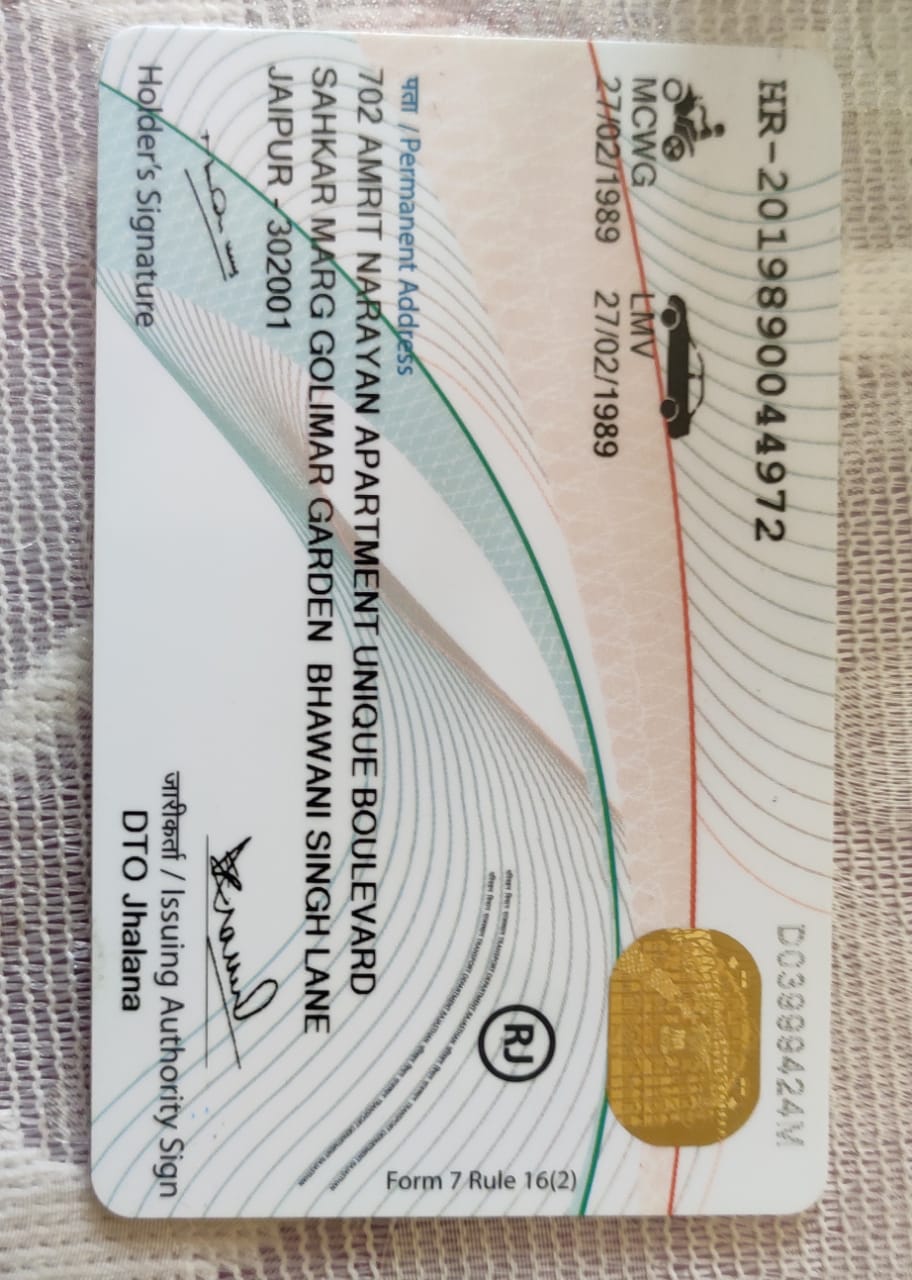 HR-2019890044972
D03999424V
MCWG LMV
27/02/1989 27/02/1989
पता / Permanent Address
702 AMRIT NARAYAN APARTMENT UNIQUE BOULEVARD
SAHKAR MARG GOLIMAR GARDEN BHAWANI SINGH LANE
JAIPUR - 302001
RJ
Form 7 Rule 16(2)
Holder's Signature
जारीकर्ता / Issuing Authority Sign
DTO Jhalana